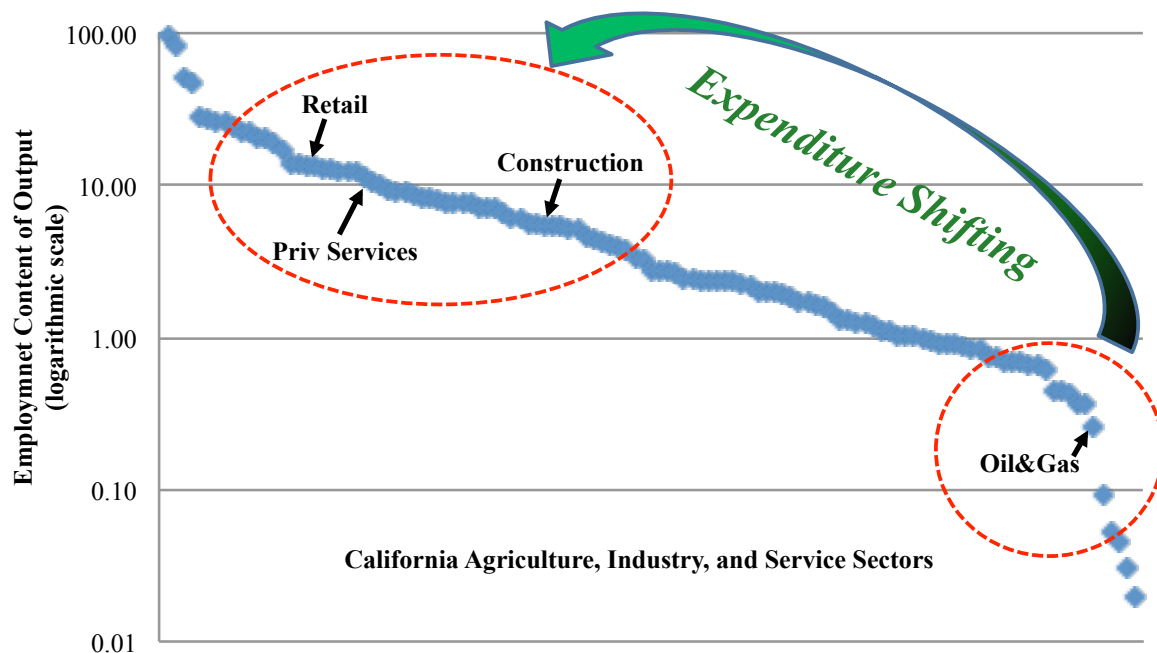 100.00
10.00
1.00
0.10
0.01
Employmnet Content of Output
(logarithmic scale)
Retail
Priv Services
Construction
Expenditure Shifting
Oil&Gas
California Agriculture, Industry, and Service Sectors